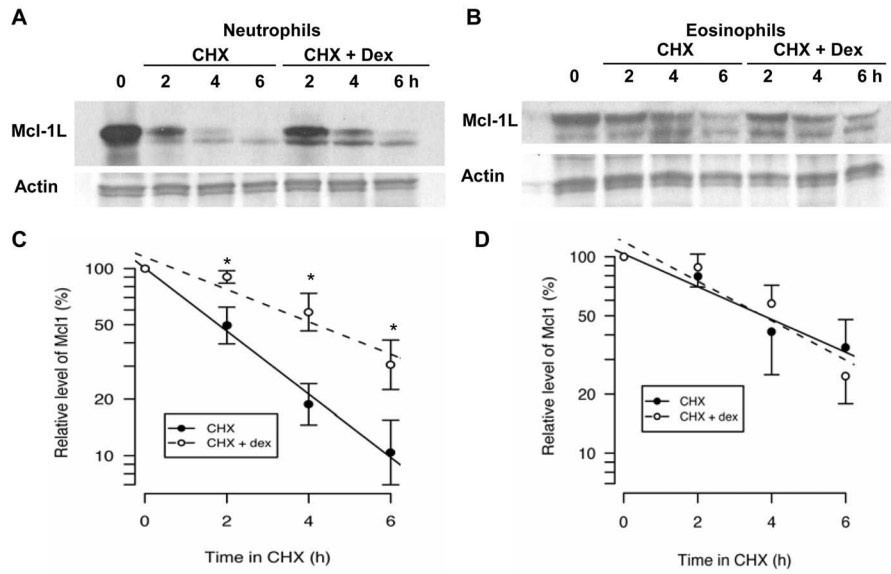 A
Neutrophils
CHX CHX + Dex
0 2 4 6 2 4 6 h
Mcl-1L
Actin
B
Eosinophils
CHX CHX + Dex
0 2 4 6 2 4 6 h
Mcl-1L
Actin
C
Relative level of Mcl1 (%)
100
50
20
10
* * *
CHX
CHX + dex
0 2 4 6
Time in CHX (h)
D
Relative level of Mcl1 (%)
100
50
20
10
CHX
CHX + dex
0 2 4 6
Time in CHX (h)